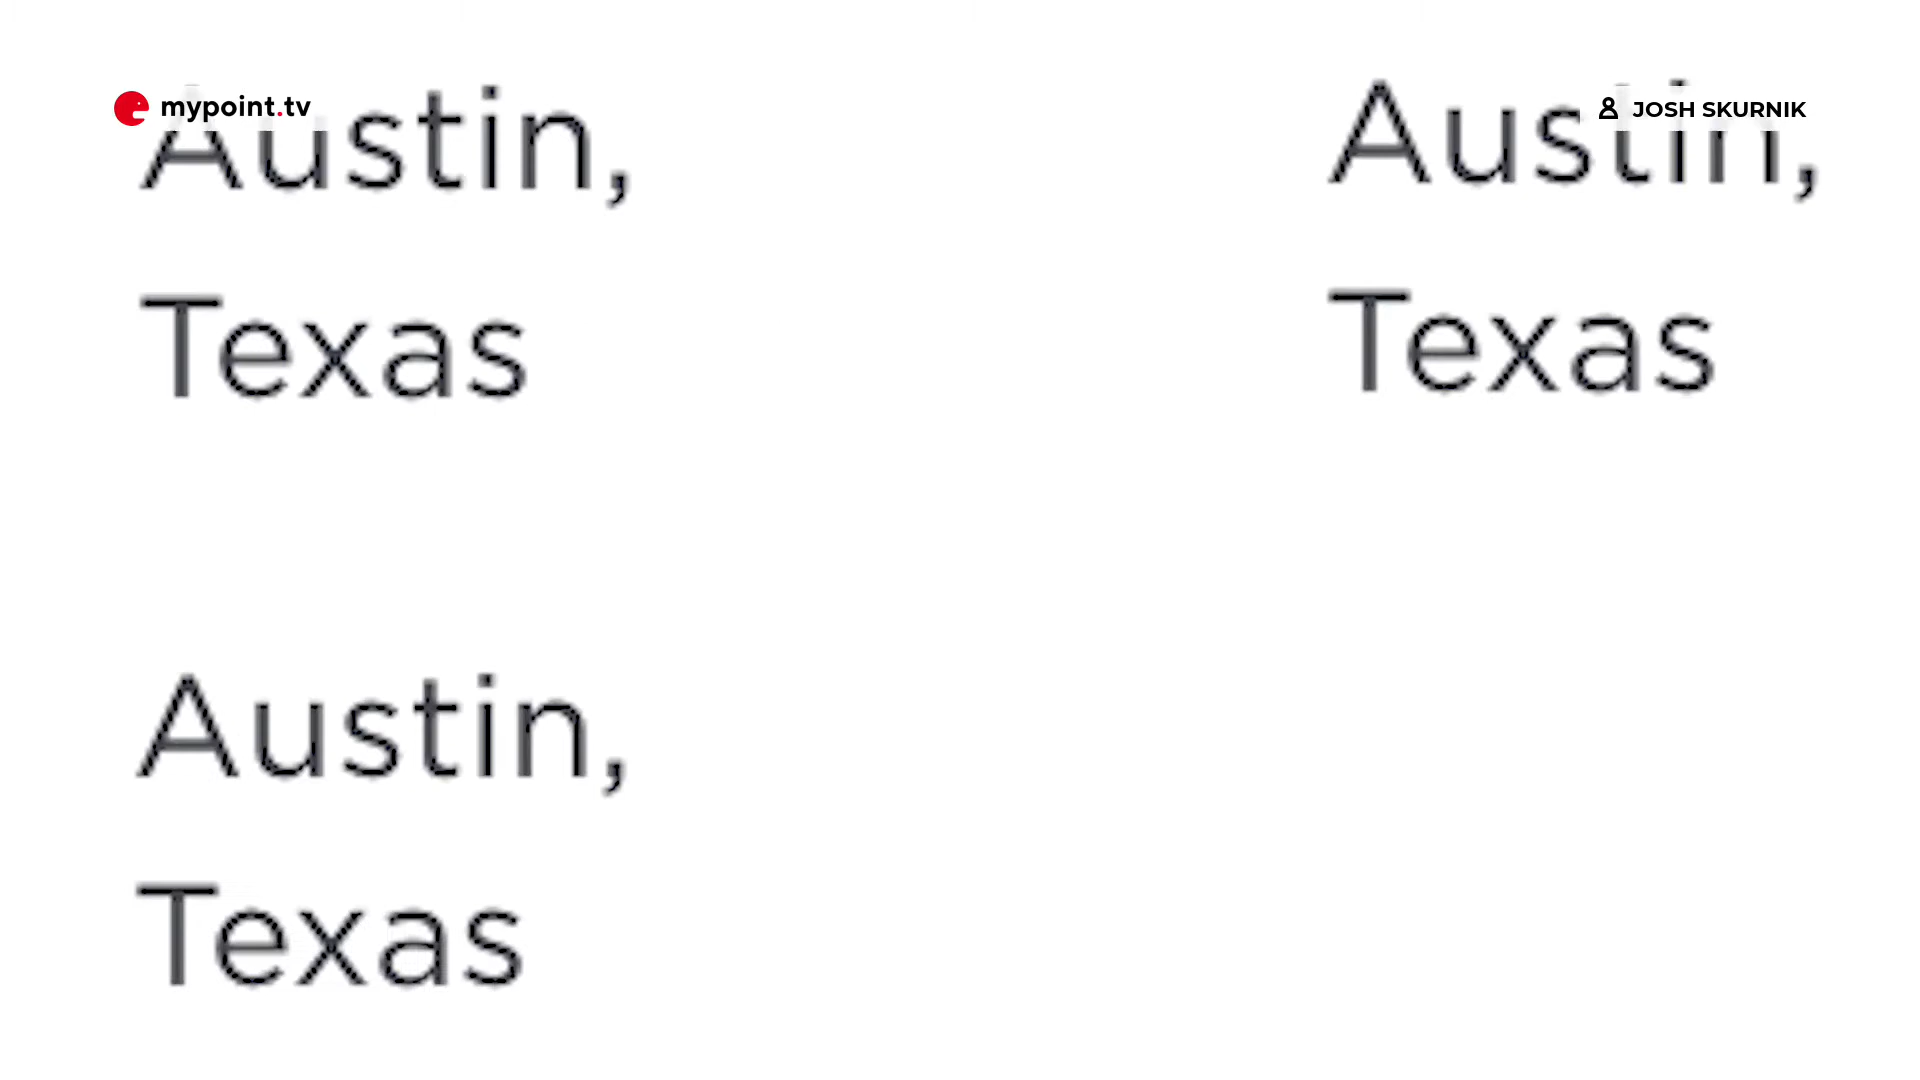 mypoint.tv
JOSH SKURNIK
Austin,
Texas
Austin,
Texas
Austin,
Texas